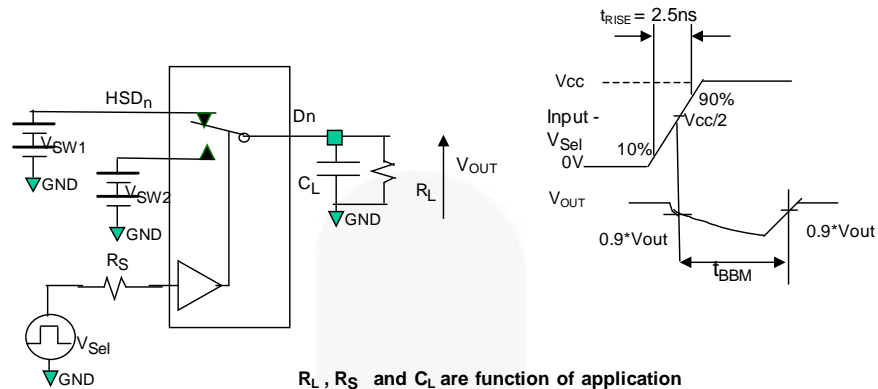 HSDn
Dn
VSW1
GND
VSW2
GND
RS
VSel
GND
CL
RL
GND
VOUT
tRISE = 2.5ns
Vcc
90%
Input -
VSel
Vcc/2
10%
0V
VOUT
0.9*Vout
0.9*Vout
tBBM
RL , RS and CL are function of application